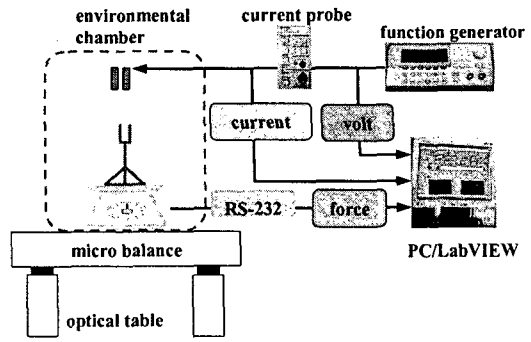 environmental
chamber
current probe
function generator
current
volt
RS-232
force
micro balance
PC/LabVIEW
optical table